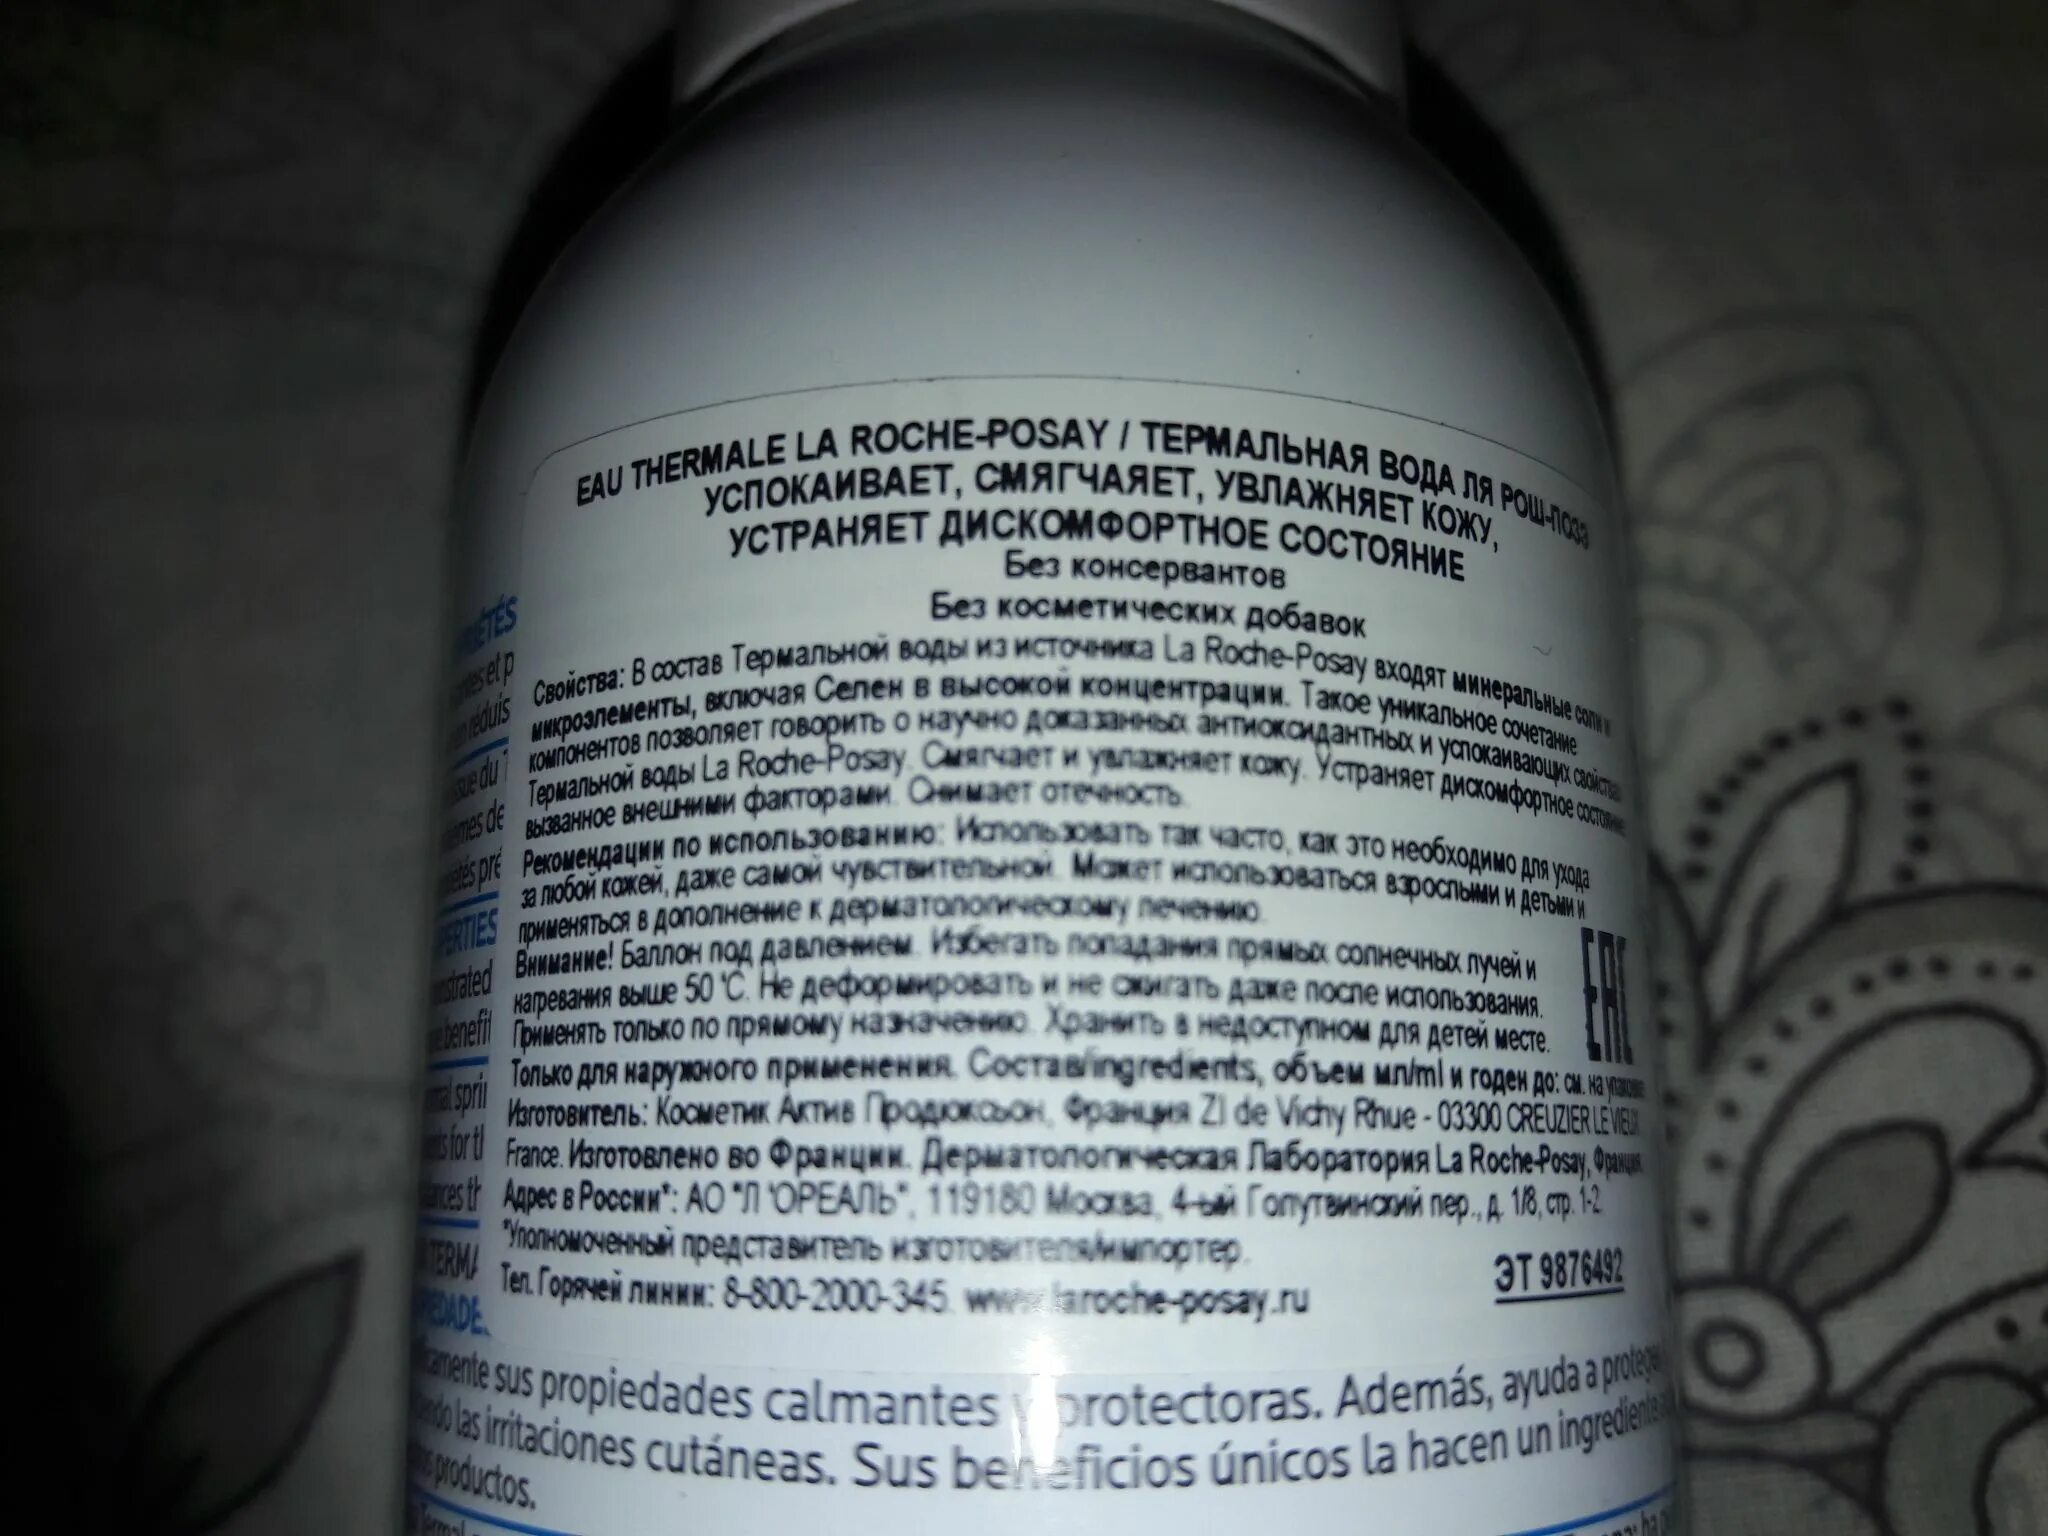 EAU THERMALE LA ROCHE-POSAY / ТЕРМАЛЬНАЯ ВОДА ЛЯ РОШ-ПОЗЭ
УСПОКАИВАЕТ, СМЯГЧАЯЕТ, УВЛАЖНЯЕТ КОЖУ,
УСТРАНЯЕТ ДИСКОМФОРТНОЕ СОСТОЯНИЕ
Без консервантов
Без косметических добавок
Свойства: В состав Термальной воды из источника La Roche-Posay входят минеральные соли и
микроэлементы, включая Селен в высокой концентрации. Такое уникальное сочетание
компонентов позволяет говорить о научно доказанных антиоксидантных и успокаивающих свойствах
Термальной воды La Roche-Posay. Смягчает и увлажняет кожу. Устраняет дискомфортное состояние,
вызванное внешними факторами. Снимает отечность.
Рекомендации по использованию: Использовать так часто, как это необходимо для ухода
за любой кожей, даже самой чувствительной. Может использоваться взрослыми и детьми и
применяться в дополнение к дерматологическому лечению.
Внимание! Баллон под давлением. Избегать попадания прямых солнечных лучей и
нагревания выше 50 °C. Не деформировать и не сжигать даже после использования.
Применять только по прямому назначению. Хранить в недоступном для детей месте.
EAC
Только для наружного применения. Состав/ingredients, объем мл/ml и годен до: см. на упаковке
Изготовитель: Косметик Актив Продюксьон, Франция ZI de Vichy Rhue - 03300 CREUZIER LE VIEUX
France. Изготовлено во Франции. Дерматологическая Лаборатория La Roche-Posay, Франция.
Адрес в России*: АО "Л 'ОРЕАЛЬ", 119180 Москва, 4-ый Голутвинский пер., д. 1/8, стр. 1-2.
*Уполномоченный представитель изготовителя/импортер.
Тел. Горячей линии: 8-800-2000-345. www.laroche-posay.ru
ЭТ 9876492
sus propiedades calmantes y protectoras. Además, ayuda a proteger
las irritaciones cutáneas. Sus beneficios únicos la hacen un ingrediente
productos.